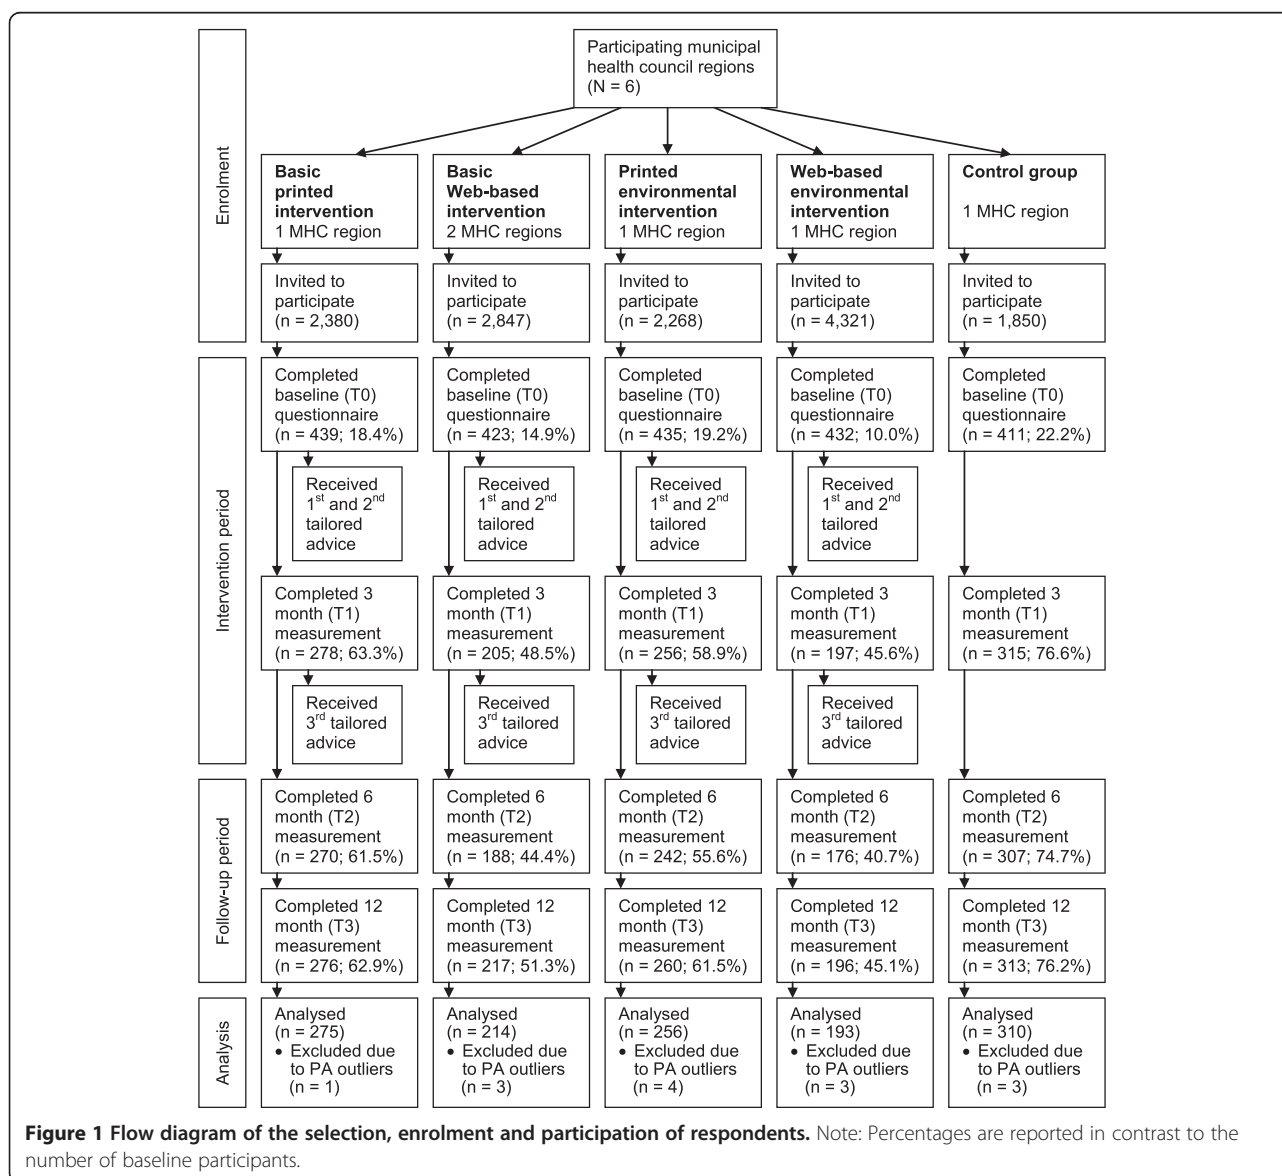 Participating municipal
health council regions
(N = 6)
Enrolment
Basic
printed
intervention
1 MHC region
Basic
Web-based
intervention
2 MHC regions
Printed
environmental
intervention
1 MHC region
Web-based
environmental
intervention
1 MHC region
Control group
1 MHC region
Invited to
participate
(n = 2,380)
Invited to
participate
(n = 2,847)
Invited to
participate
(n = 2,268)
Invited to
participate
(n = 4,321)
Invited to
participate
(n = 1,850)
Intervention period
Completed
baseline (T0)
questionnaire
(n = 439; 18.4%)
Completed
baseline (T0)
questionnaire
(n = 423; 14.9%)
Completed
baseline (T0)
questionnaire
(n = 435; 19.2%)
Completed
baseline (T0)
questionnaire
(n = 432; 10.0%)
Completed
baseline (T0)
questionnaire
(n = 411; 22.2%)
Received
1st and 2nd
tailored
advice
Received
1st and 2nd
tailored
advice
Received
1st and 2nd
tailored
advice
Received
1st and 2nd
tailored
advice
Completed 3
month (T1)
measurement
(n = 278; 63.3%)
Completed 3
month (T1)
measurement
(n = 205; 48.5%)
Completed 3
month (T1)
measurement
(n = 256; 58.9%)
Completed 3
month (T1)
measurement
(n = 197; 45.6%)
Completed 3
month (T1)
measurement
(n = 315; 76.6%)
Received
3rd tailored
advice
Received
3rd tailored
advice
Received
3rd tailored
advice
Received
3rd tailored
advice
Follow-up period
Completed 6
month (T2)
measurement
(n = 270; 61.5%)
Completed 6
month (T2)
measurement
(n = 188; 44.4%)
Completed 6
month (T2)
measurement
(n = 242; 55.6%)
Completed 6
month (T2)
measurement
(n = 176; 40.7%)
Completed 6
month (T2)
measurement
(n = 307; 74.7%)
Completed 12
month (T3)
measurement
(n = 276; 62.9%)
Completed 12
month (T3)
measurement
(n = 217; 51.3%)
Completed 12
month (T3)
measurement
(n = 260; 61.5%)
Completed 12
month (T3)
measurement
(n = 196; 45.1%)
Completed 12
month (T3)
measurement
(n = 313; 76.2%)
Analysis
Analysed
(n = 275)
• Excluded due
to PA outliers
(n = 1)
Analysed
(n = 214)
• Excluded due
to PA outliers
(n = 3)
Analysed
(n = 256)
• Excluded due
to PA outliers
(n = 4)
Analysed
(n = 193)
• Excluded due
to PA outliers
(n = 3)
Analysed
(n = 310)
• Excluded due
to PA outliers
(n = 3)
Figure 1 Flow diagram of the selection, enrolment and participation of respondents. Note: Percentages are reported in contrast to the
number of baseline participants.